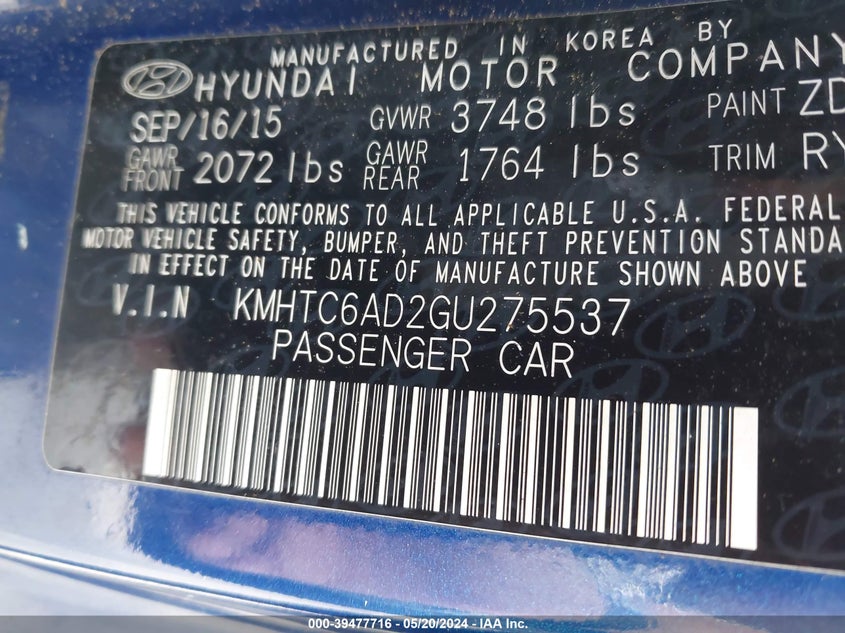 MANUFACTURED IN KOREA BY
HYUNDAI MOTOR COMPANY
SEP/16/15 GVWR 3748 lbs PAINT ZD
GAWR FRONT 2072 lbs GAWR REAR 1764 lbs TRIM RY
THIS VEHICLE CONFORMS TO ALL APPLICABLE U.S.A. FEDERAL
MOTOR VEHICLE SAFETY, BUMPER, AND THEFT PREVENTION STANDA
IN EFFECT ON THE DATE OF MANUFACTURE SHOWN ABOVE
V.I.N KMHTC6AD2GU275537
PASSENGER CAR
000-39477716 - 05/20/2024 - IAA Inc.